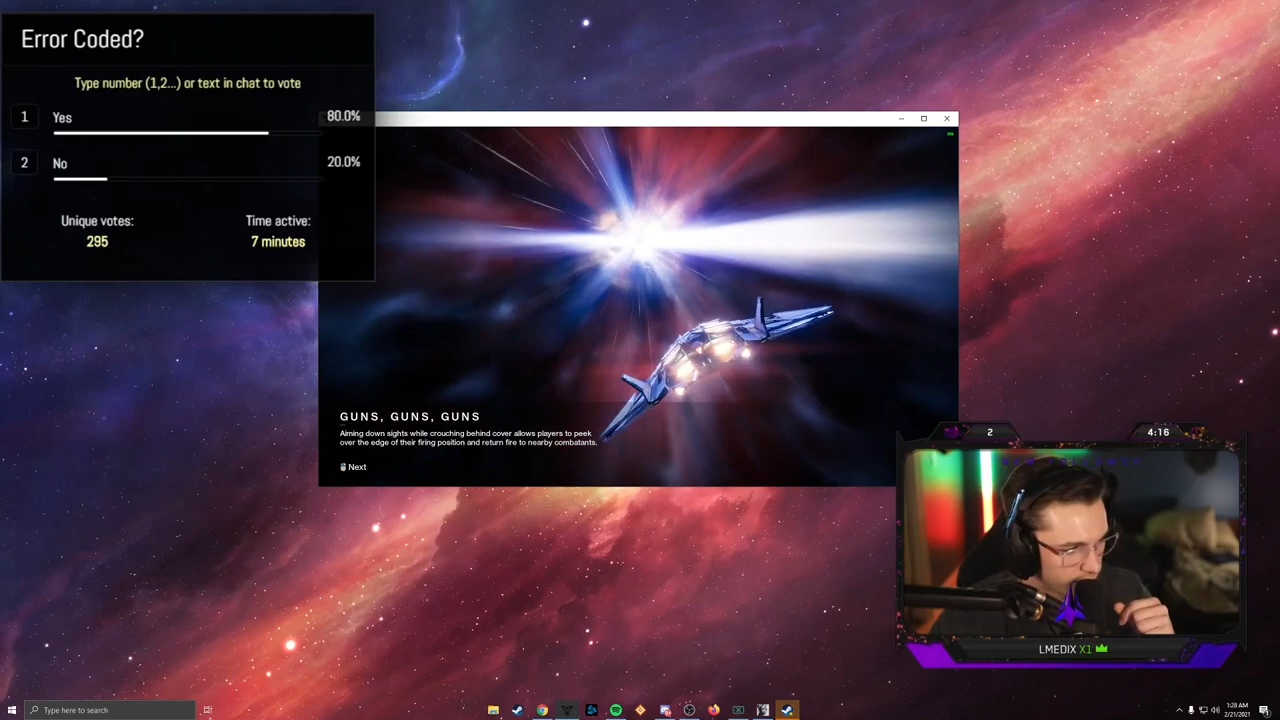 Error Coded?
Type number (1,2...) or text in chat to vote
1 Yes 80.0%
2 No 20.0%
Unique votes: Time active:
295 7 minutes
GUNS, GUNS, GUNS
Aiming down sights while crouching behind cover allows players to peek
over the edge of their firing position and return fire to nearby combatants.
Next
2 4:16
LMEDIX X1
Type here to search
1:28 AM
2/21/2021